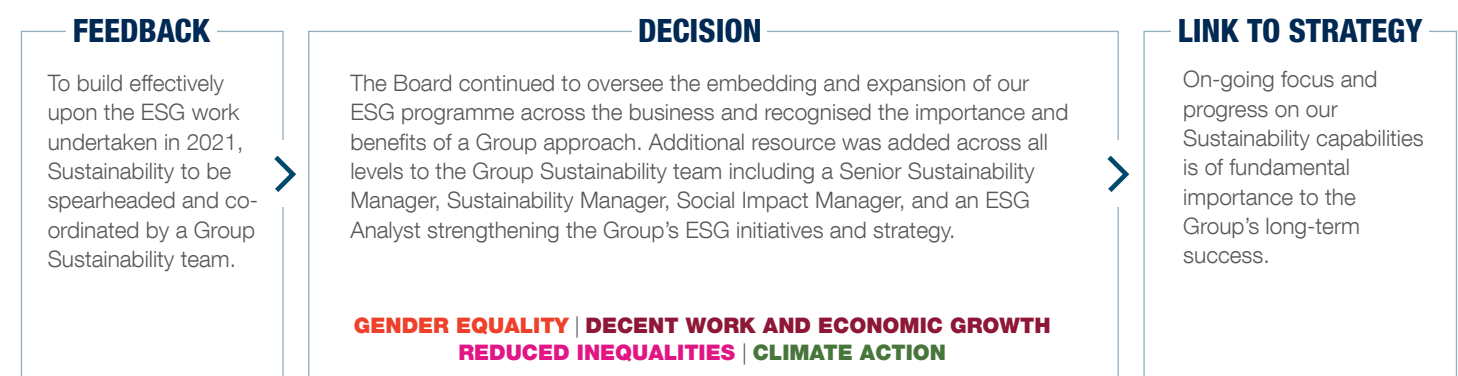 FEEDBACK
To build effectively
upon the ESG work
undertaken in 2021,
Sustainability to be
spearheaded and co-
ordinated by a Group
Sustainability team.
DECISION
The Board continued to oversee the embedding and expansion of our
ESG programme across the business and recognised the importance and
benefits of a Group approach. Additional resource was added across all
levels to the Group Sustainability team including a Senior Sustainability
Manager, Sustainability Manager, Social Impact Manager, and an ESG
Analyst strengthening the Group's ESG initiatives and strategy.
GENDER EQUALITY | DECENT WORK AND ECONOMIC GROWTH
REDUCED INEQUALITIES | CLIMATE ACTION
LINK TO STRATEGY
On-going focus and
progress on our
Sustainability capabilities
is of fundamental
importance to the
Group's long-term
success.